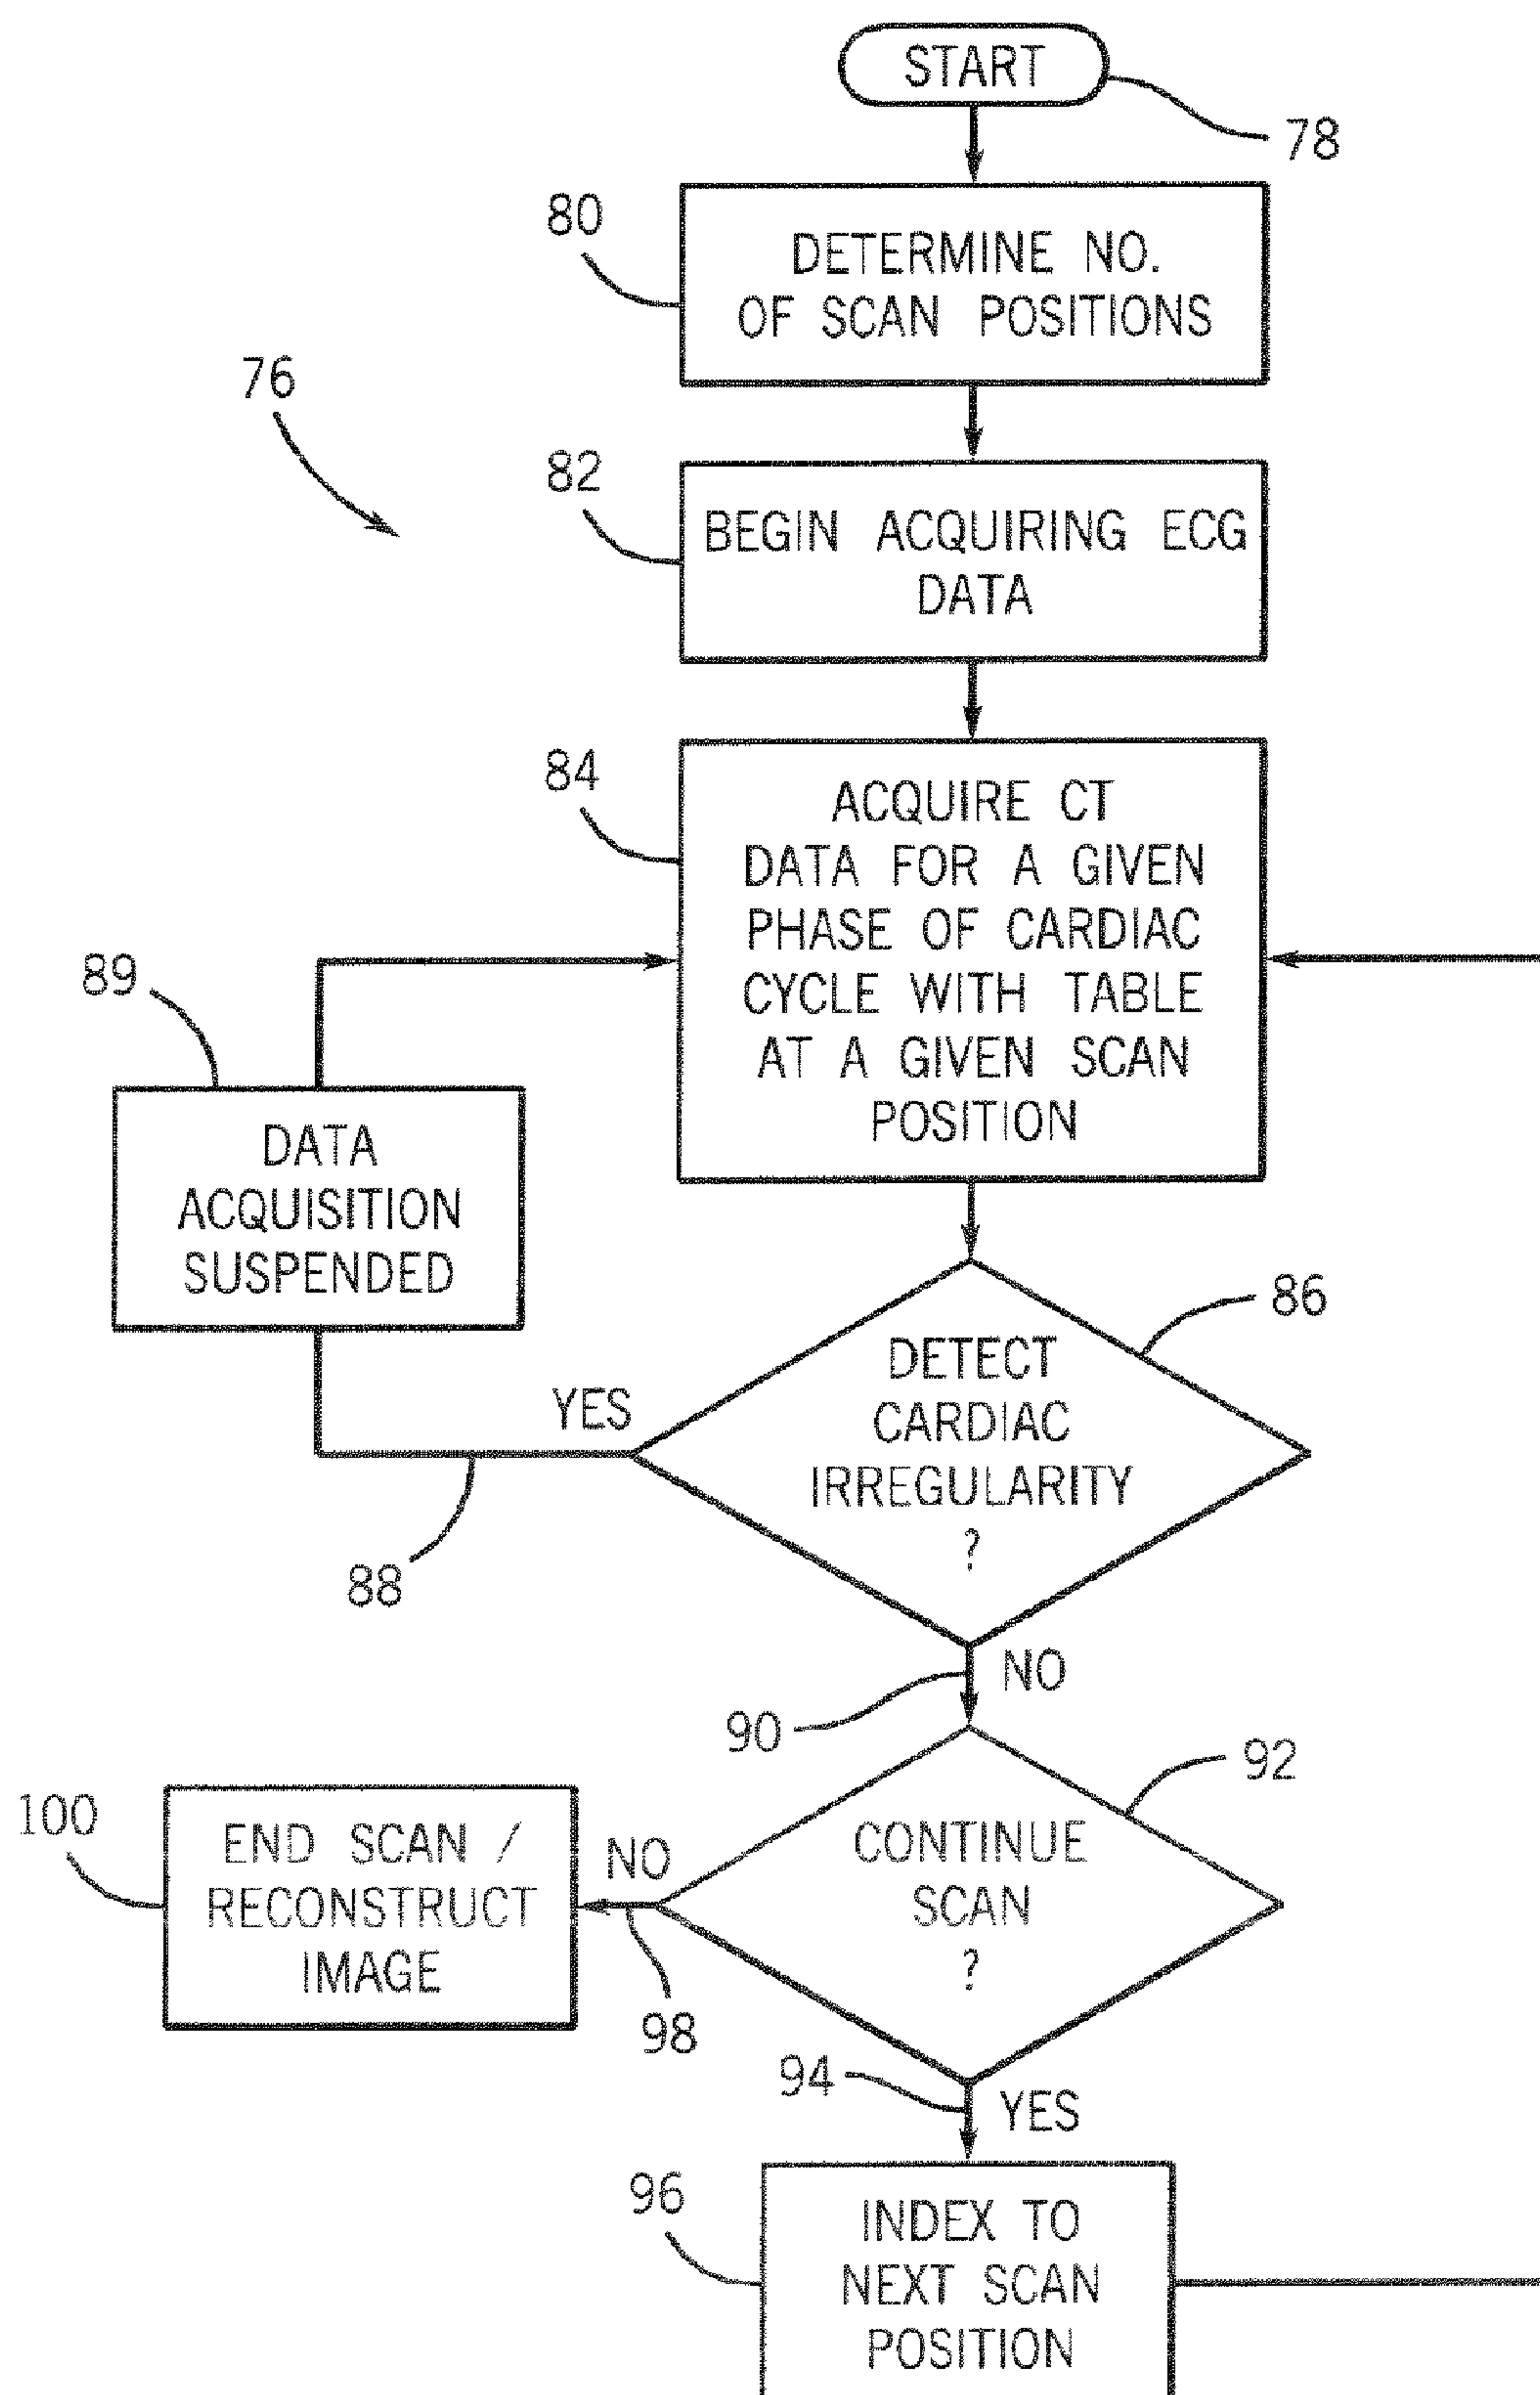 START
78
80
DETERMINE NO.
OF SCAN POSITIONS
76
82
BEGIN ACQUIRING ECG
DATA
84
ACQUIRE CT
DATA FOR A GIVEN
PHASE OF CARDIAC
CYCLE WITH TABLE
AT A GIVEN SCAN
POSITION
89
DATA
ACQUISITION
SUSPENDED
86
DETECT
CARDIAC
IRREGULARITY
?
YES
88
NO
90
92
CONTINUE
SCAN
?
100
END SCAN /
RECONSTRUCT
IMAGE
NO
98
94
YES
96
INDEX TO
NEXT SCAN
POSITION